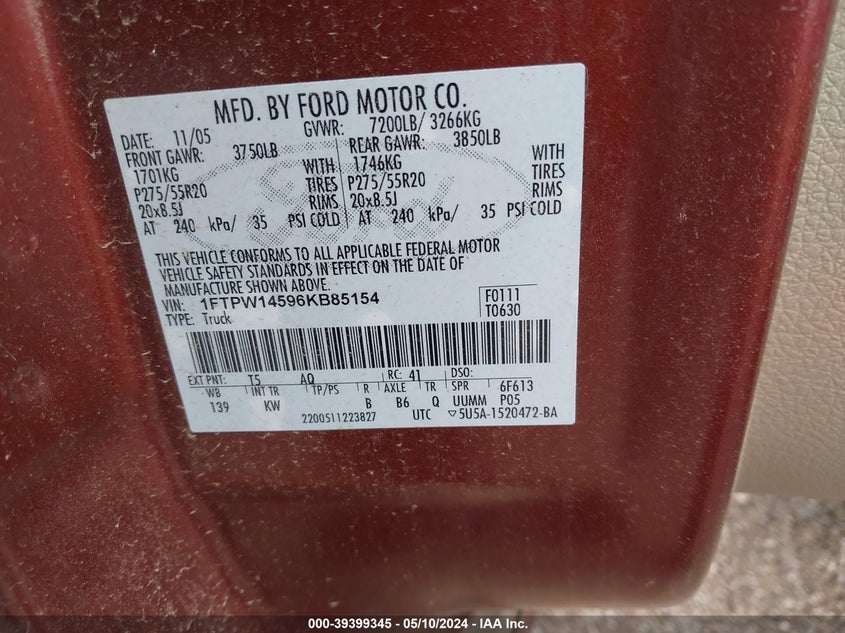 MFD. BY FORD MOTOR CO.
DATE: 11/05 GVWR: 7200LB/ 3266KG
FRONT GAWR: 3750LB REAR GAWR: 3850LB
1701KG WITH 1746KG WITH
P275/55R20 TIRES P275/55R20 TIRES
20x8.5J RIMS 20x8.5J RIMS
AT 240 kPa/ 35 PSI COLD AT 240 kPa/ 35 PSI COLD
THIS VEHICLE CONFORMS TO ALL APPLICABLE FEDERAL MOTOR
VEHICLE SAFETY STANDARDS IN EFFECT ON THE DATE OF
MANUFACTURE SHOWN ABOVE.
VIN: 1FTPW14596KB85154 F0111
TYPE: Truck T0630
EXT PNT: T5 AQ RC: 41 DSO:
WB INT TR TP/PS R AXLE TR SPR 6F613
139 KW B B6 Q UUMM P05
2200511223827 UTC ▽5U5A-1520472-BA
Ford
000-39399345 - 05/10/2024 - IAA Inc.